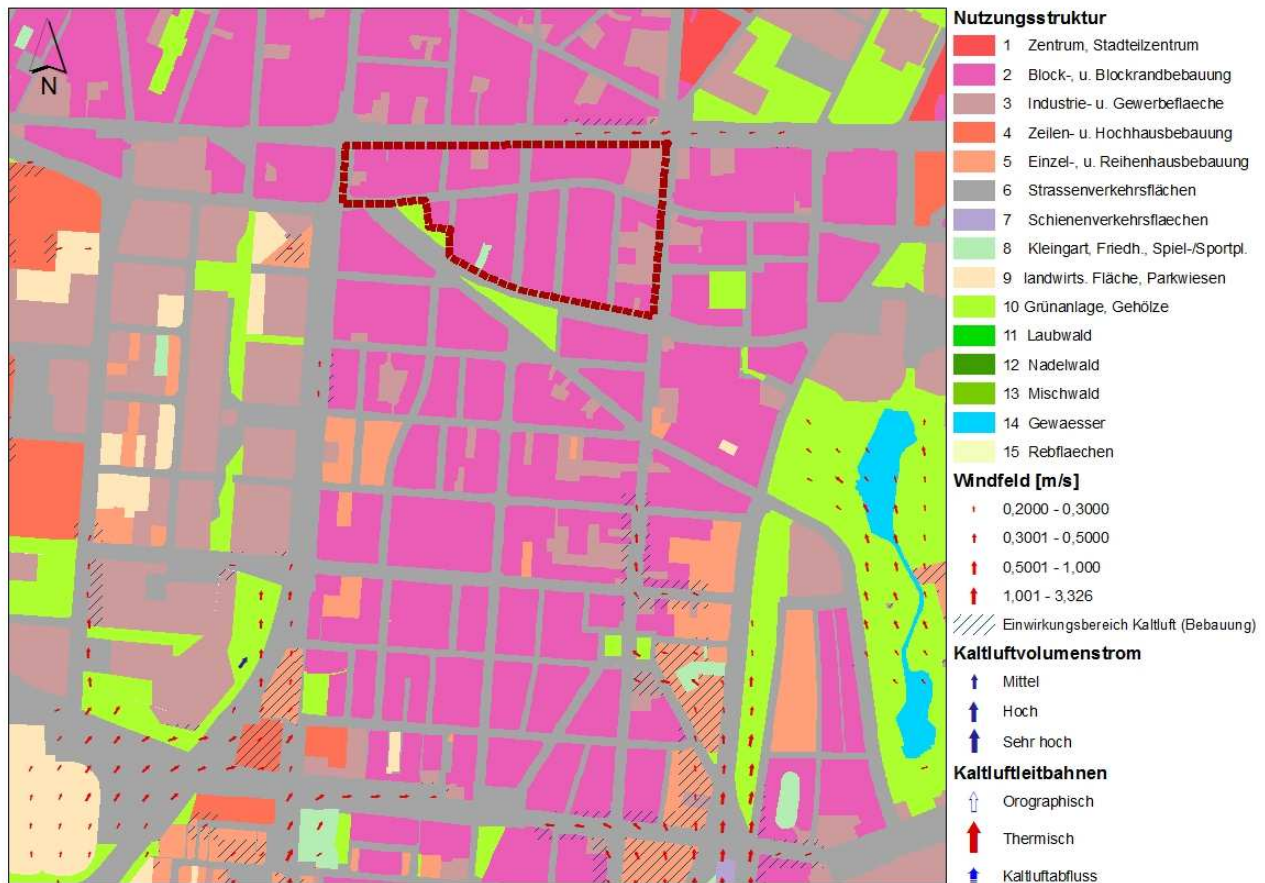 N
Nutzungsstruktur
1 Zentrum, Stadteilzentrum
2 Block-, u. Blockrandbebauung
3 Industrie- u. Gewerbeflaeche
4 Zeilen- u. Hochhausbebauung
5 Einzel-, u. Reihenhausbebauung
6 Strassenverkehrsflächen
7 Schienenverkehrsflaechen
8 Kleingart, Friedh., Spiel-/Sportpl.
9 landwirts. Fläche, Parkwiesen
10 Grünanlage, Gehölze
11 Laubwald
12 Nadelwald
13 Mischwald
14 Gewaesser
15 Rebflaechen
Windfeld [m/s]
0,2000 - 0,3000
0,3001 - 0,5000
0,5001 - 1,000
1,001 - 3,326
Einwirkungsbereich Kaltluft (Bebauung)
Kaltluftvolumenstrom
Mittel
Hoch
Sehr hoch
Kaltluftleitbahnen
Orographisch
Thermisch
Kaltluftabfluss